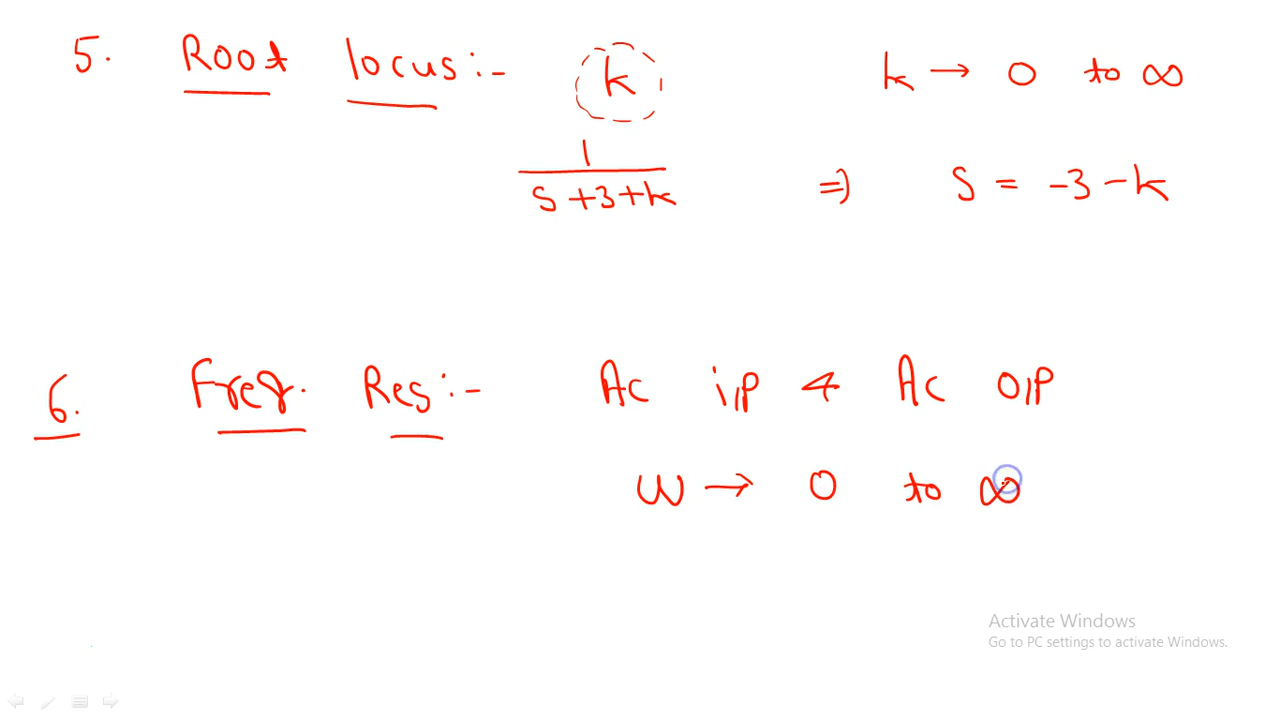 5. Root locus:- k k → 0 to ∞
1
s+3+k ⇒ s = -3-k
6. Freq. Res:- Ac i/P & Ac O/P
ω → 0 to ∞
Activate Windows
Go to PC settings to activate Windows.